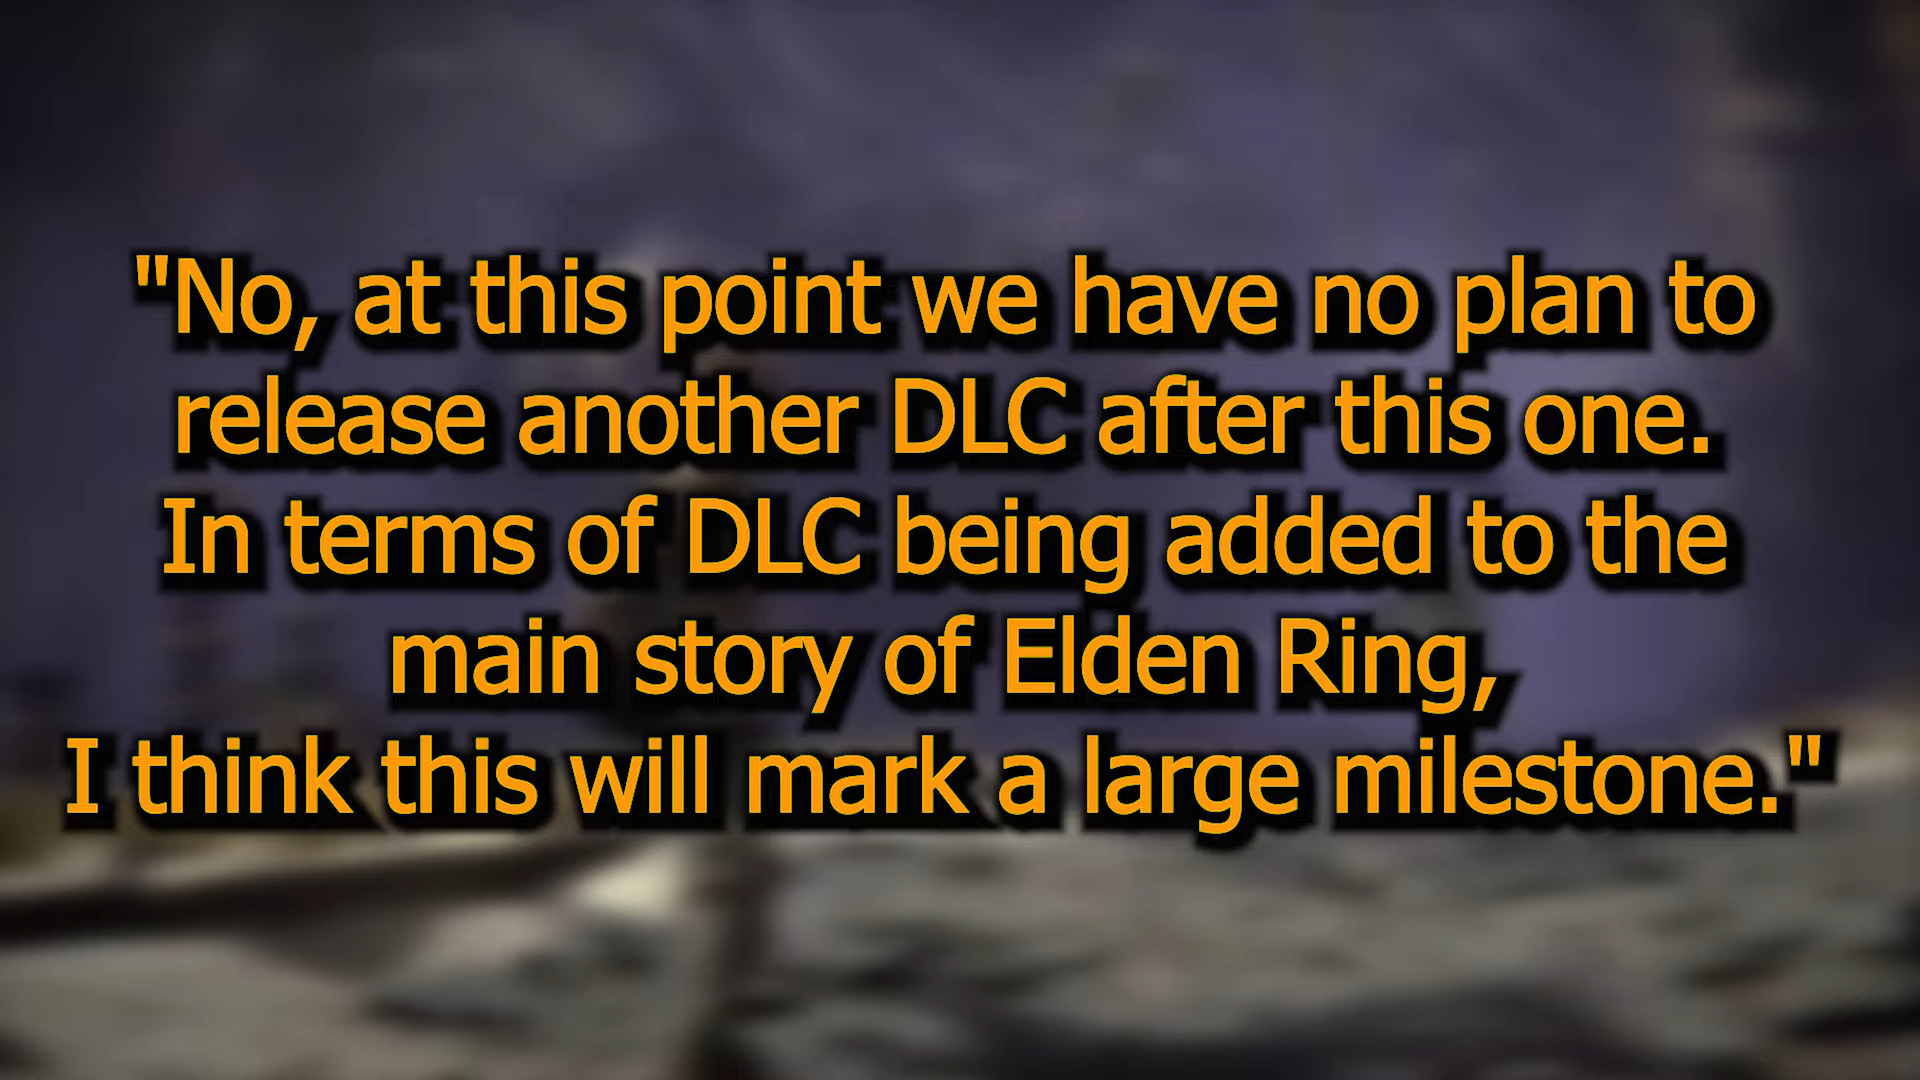 "No, at this point we have no plan to
release another DLC after this one.
In terms of DLC being added to the
main story of Elden Ring,
I think this will mark a large milestone."